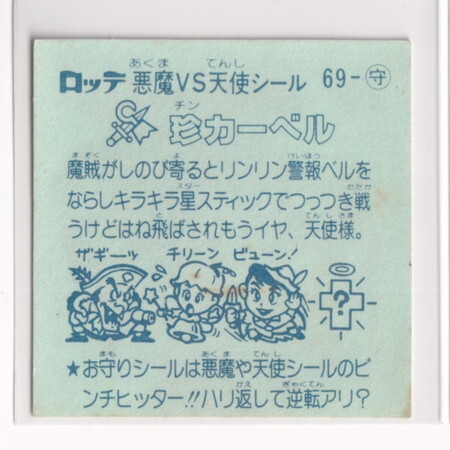 あくま てんし
ロッテ 悪魔VS天使シール 69-守
チン
珍カーベル
まぞく よ けいほう
魔賊がしのび寄るとリンリン警報ベルを
スター たたか
ならしキラキラ星スティックでつっつき戦
と てんしさま
うけどはね飛ばされもうイヤ、天使様。
ザギーッ チリーン ビューン!
?
まも あくま てんし
★お守りシールは悪魔や天使シールのピ
かえ ぎゃくてん
ンチヒッター!!ハリ返して逆転アリ?